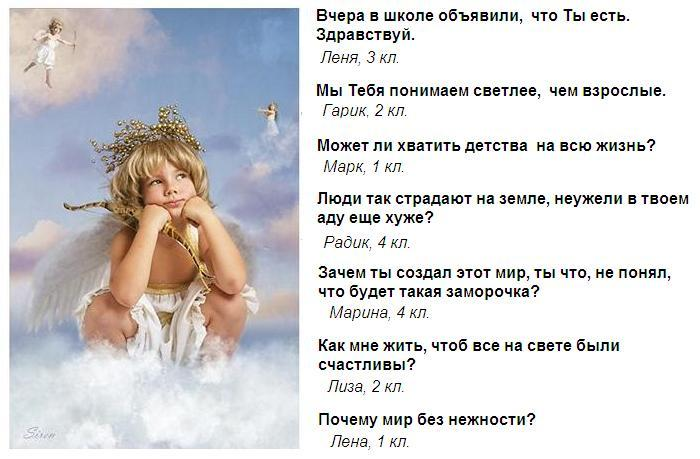 Вчера в школе объявили, что Ты есть.
Здравствуй.
Леня, 3 кл.
Мы Тебя понимаем светлее, чем взрослые.
Гарик, 2 кл.
Может ли хватить детства на всю жизнь?
Марк, 1 кл.
Люди так страдают на земле, неужели в твоем
аду еще хуже?
Радик, 4 кл.
Зачем ты создал этот мир, ты что, не понял,
что будет такая заморочка?
Марина, 4 кл.
Как мне жить, чтоб все на свете были
счастливы?
Лиза, 2 кл.
Почему мир без нежности?
Лена, 1 кл.
Siren